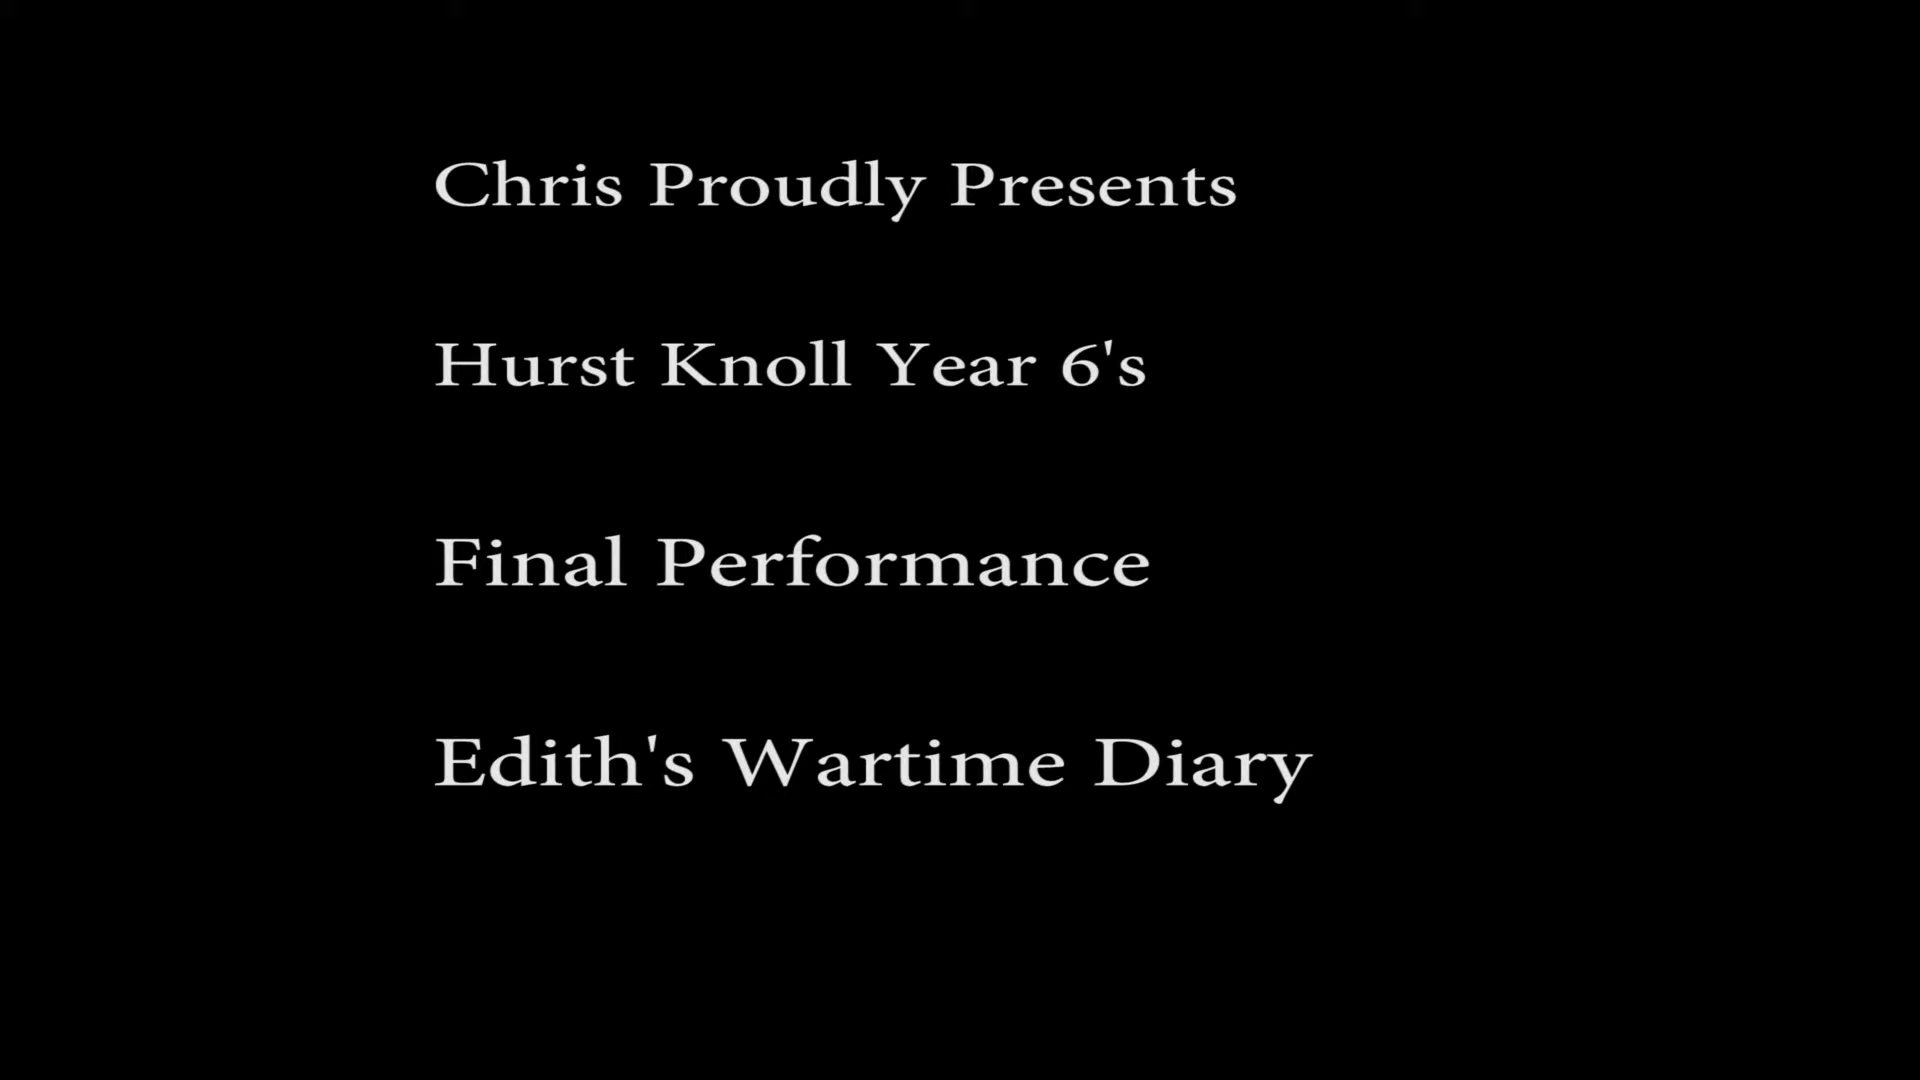 Chris Proudly Presents
Hurst Knoll Year 6's
Final Performance
Edith's Wartime Diary